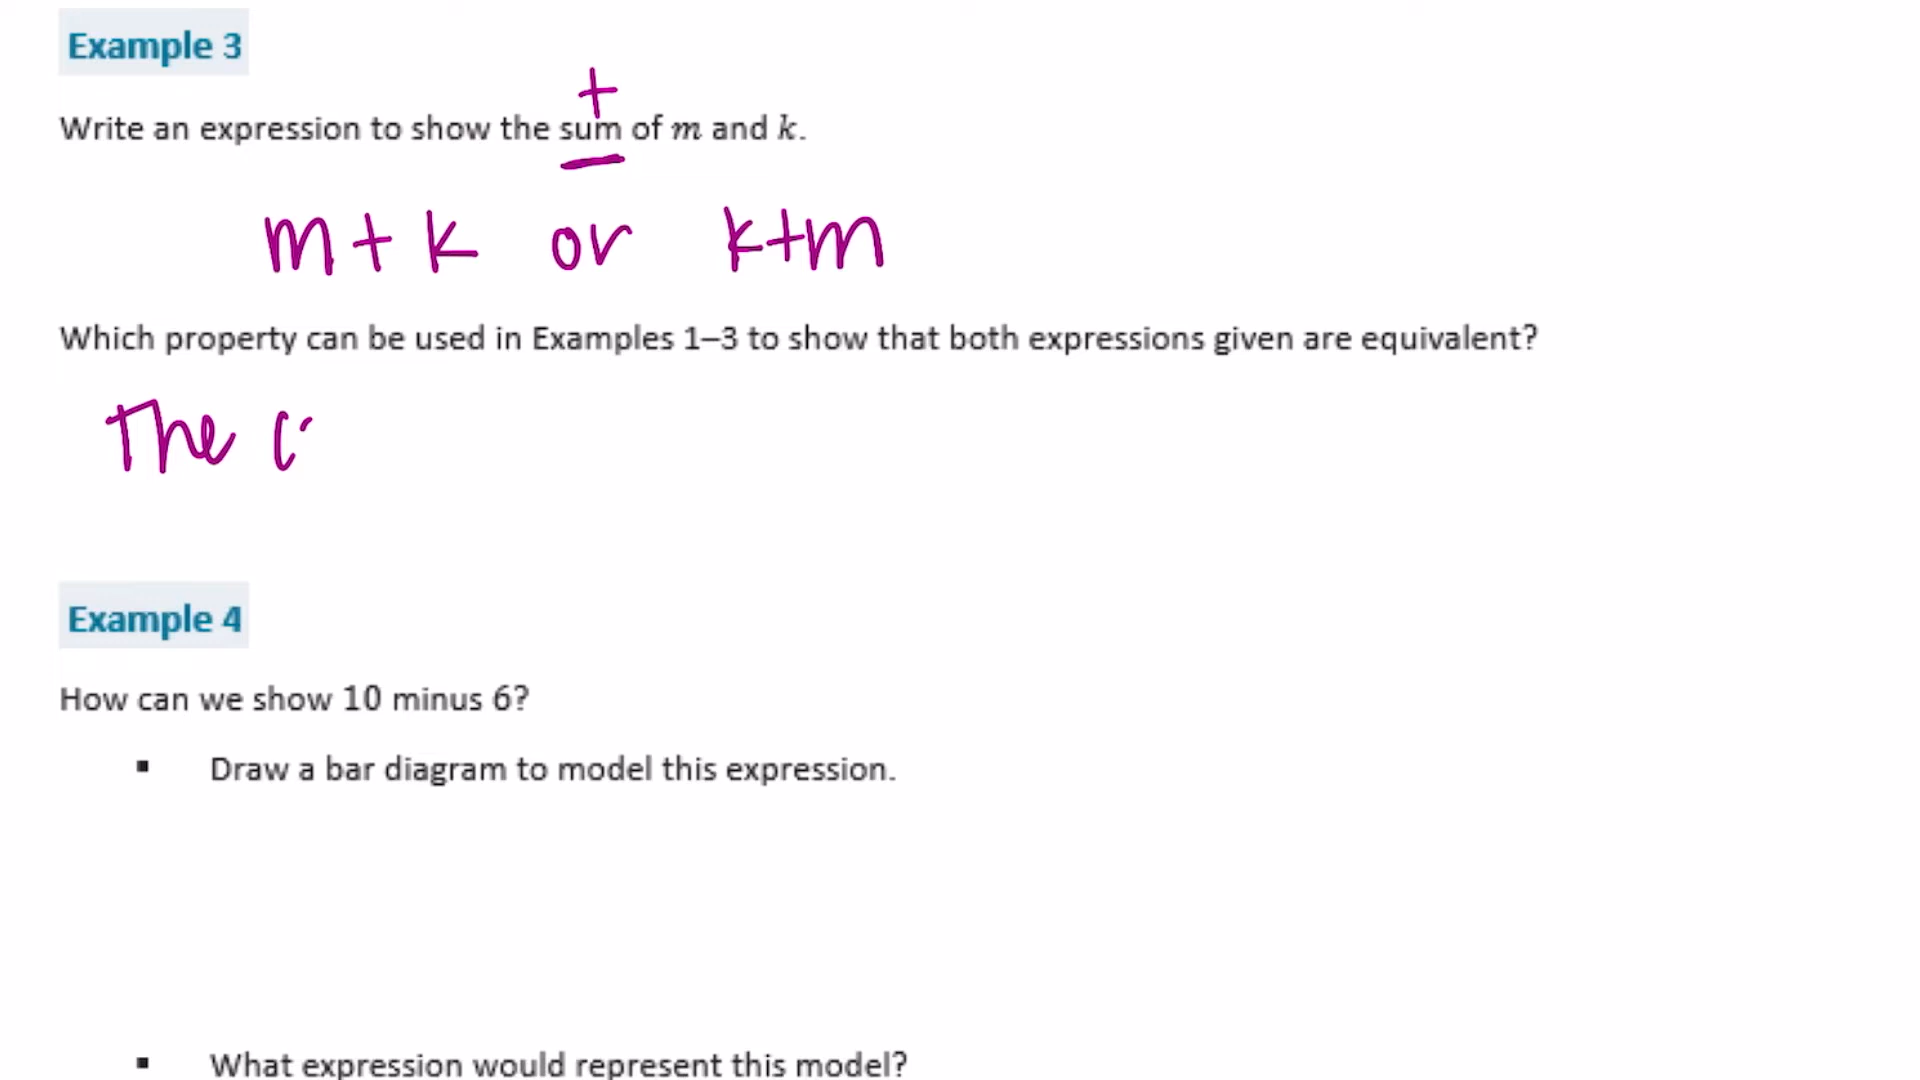 Example 3
+
Write an expression to show the sum of m and k.
m + k or k+m
Which property can be used in Examples 1–3 to show that both expressions given are equivalent?
The
Example 4
How can we show 10 minus 6?
▪ Draw a bar diagram to model this expression.
▪ What expression would represent this model?